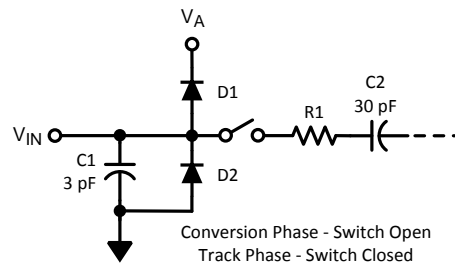 VA
D1
C2
30 pF
R1
VIN
C1
3 pF
D2
Conversion Phase - Switch Open
Track Phase - Switch Closed